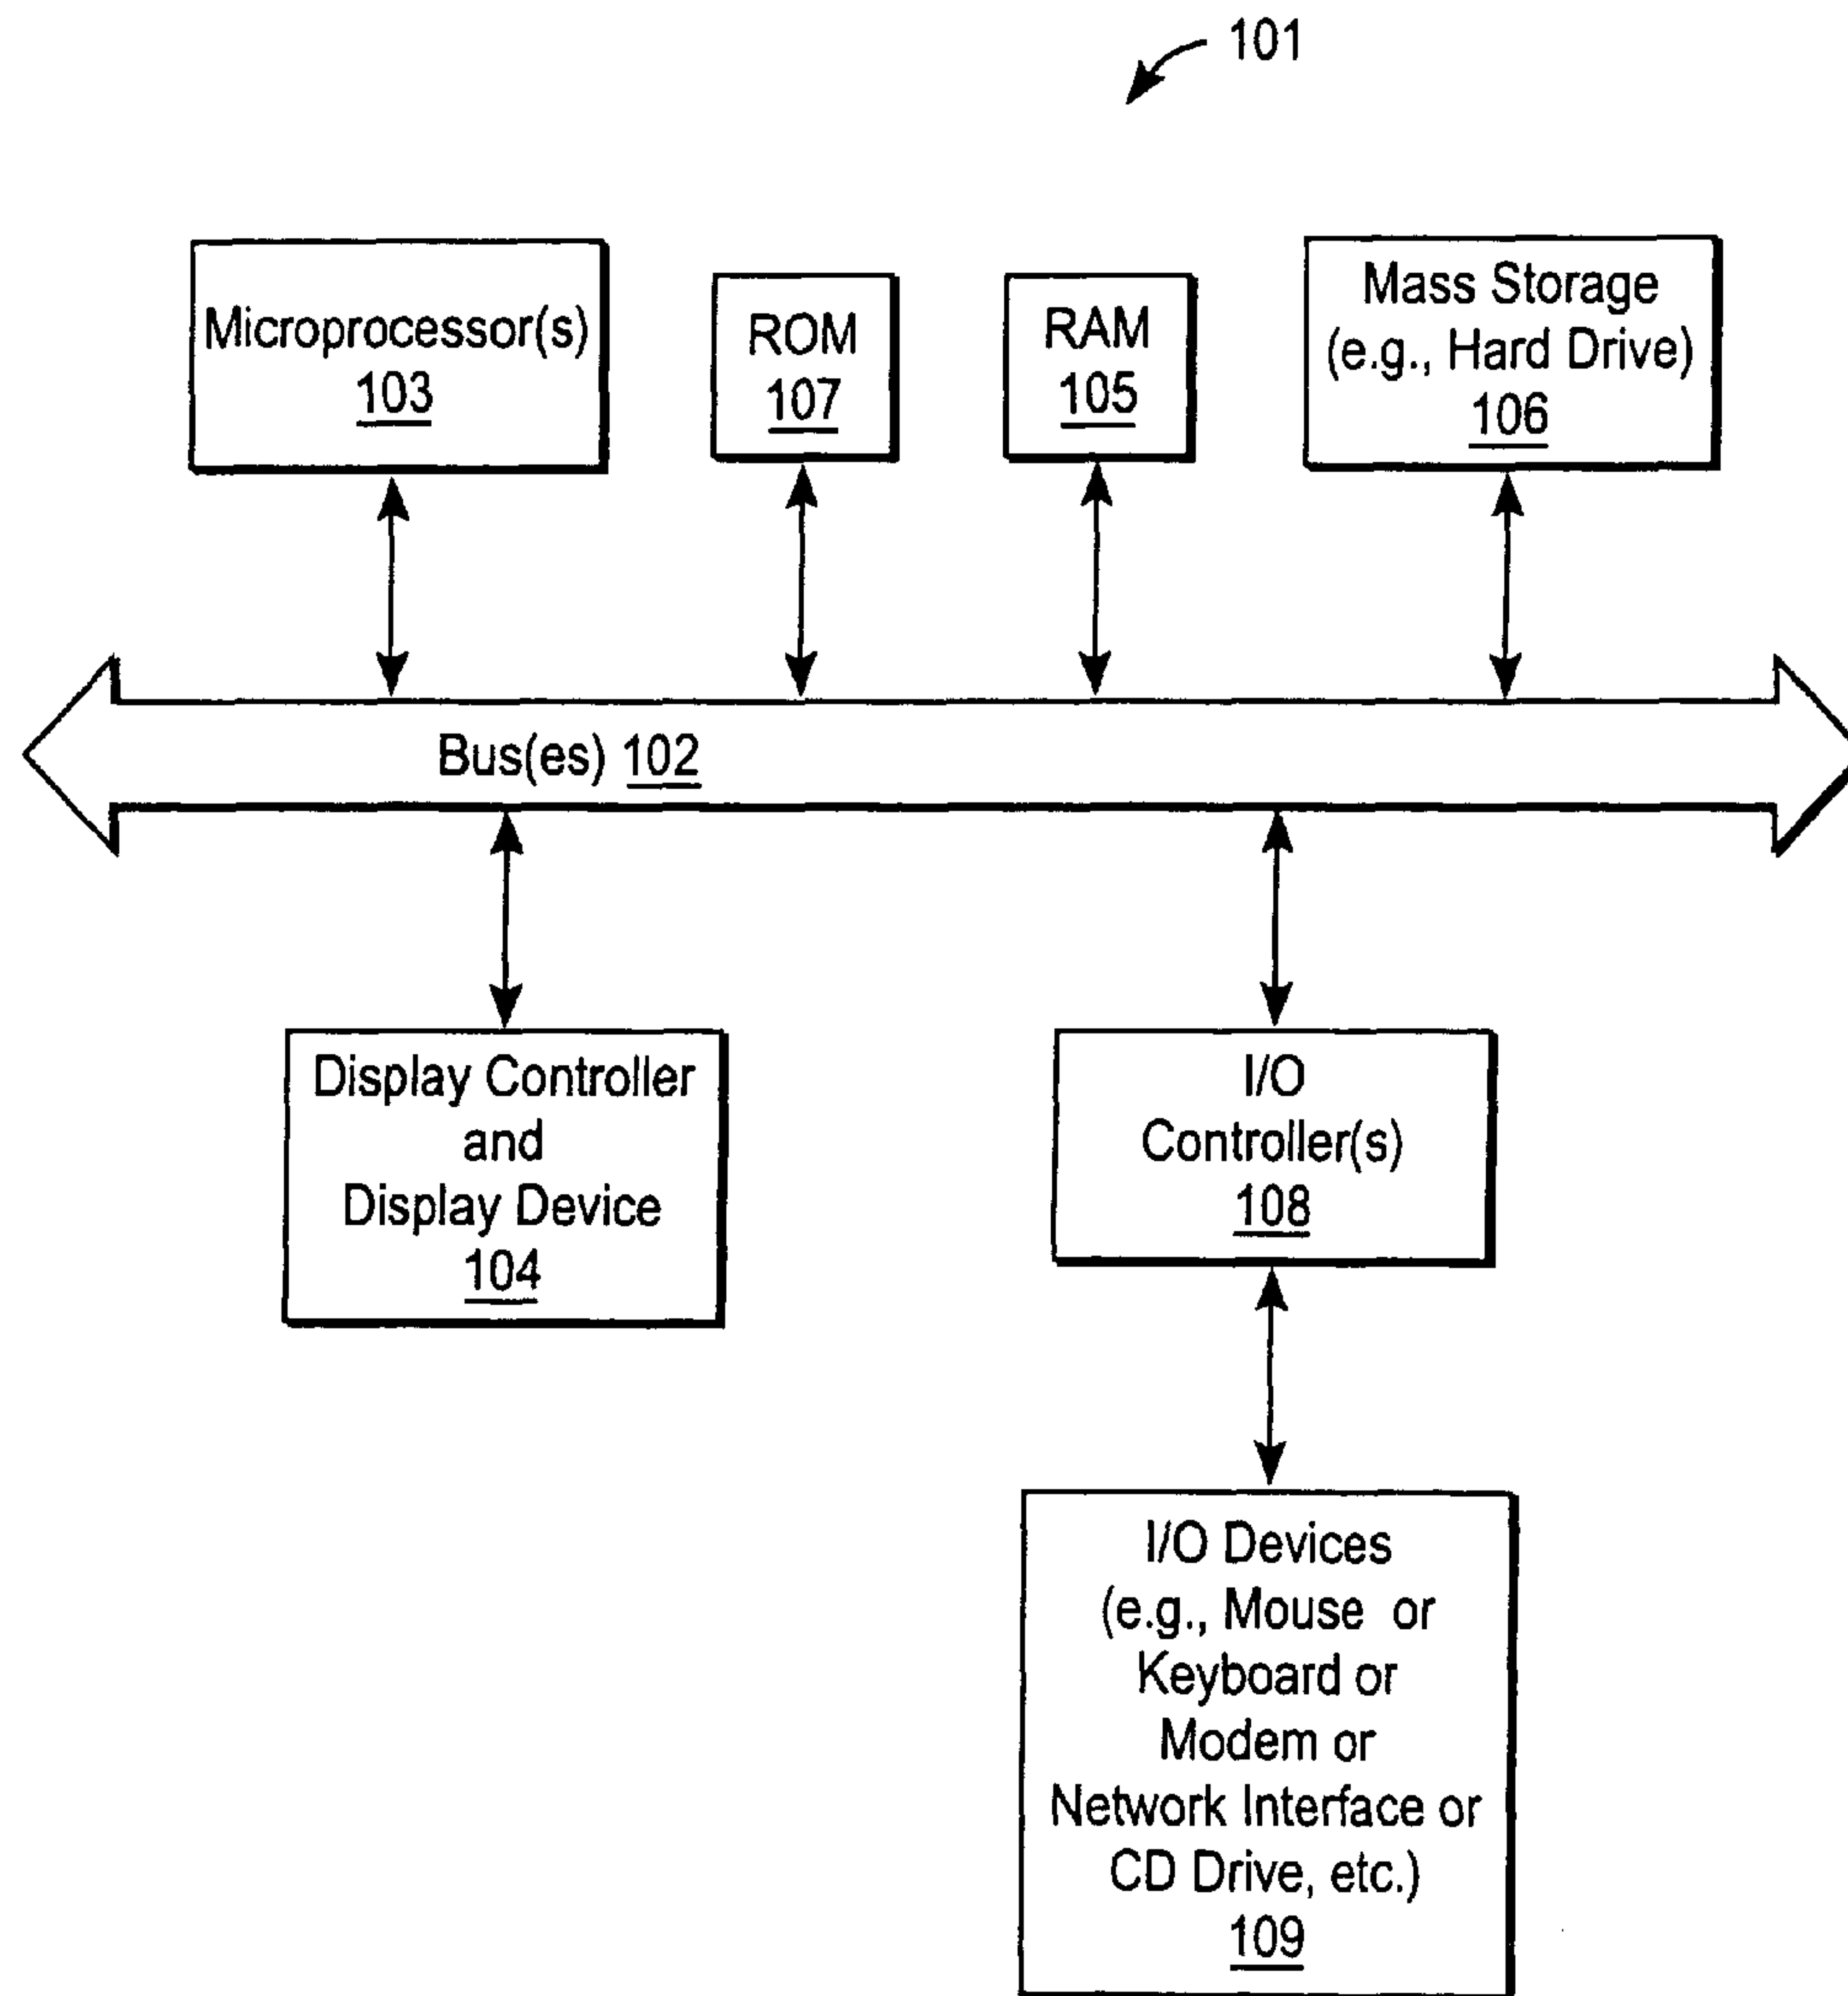 101
Microprocessor(s)
103
ROM
107
RAM
105
Mass Storage
(e.g., Hard Drive)
106
Bus(es) 102
Display Controller
and
Display Device
104
I/O
Controller(s)
108
I/O Devices
(e.g., Mouse or
Keyboard or
Modem or
Network Interface or
CD Drive, etc.)
109